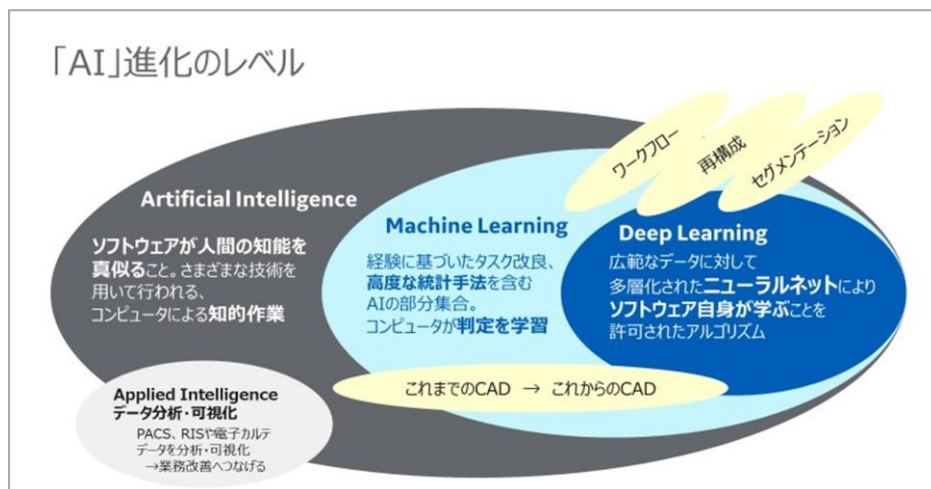 「AI」進化のレベル
ワークフロー
再構成
セグメンテーション
Artificial Intelligence
ソフトウェアが人間の知能を
真似ること。さまざまな技術を
用いて行われる、
コンピュータによる知的作業
Machine Learning
経験に基づいたタスク改良、
高度な統計手法を含む
AIの部分集合。
コンピュータが判定を学習
Deep Learning
広範なデータに対して
多層化されたニューラルネットにより
ソフトウェア自身が学ぶことを
許可されたアルゴリズム
これまでのCAD → これからのCAD
Applied Intelligence
データ分析・可視化
PACS、RISや電子カルテ
データを分析・可視化
→業務改善へつなげる